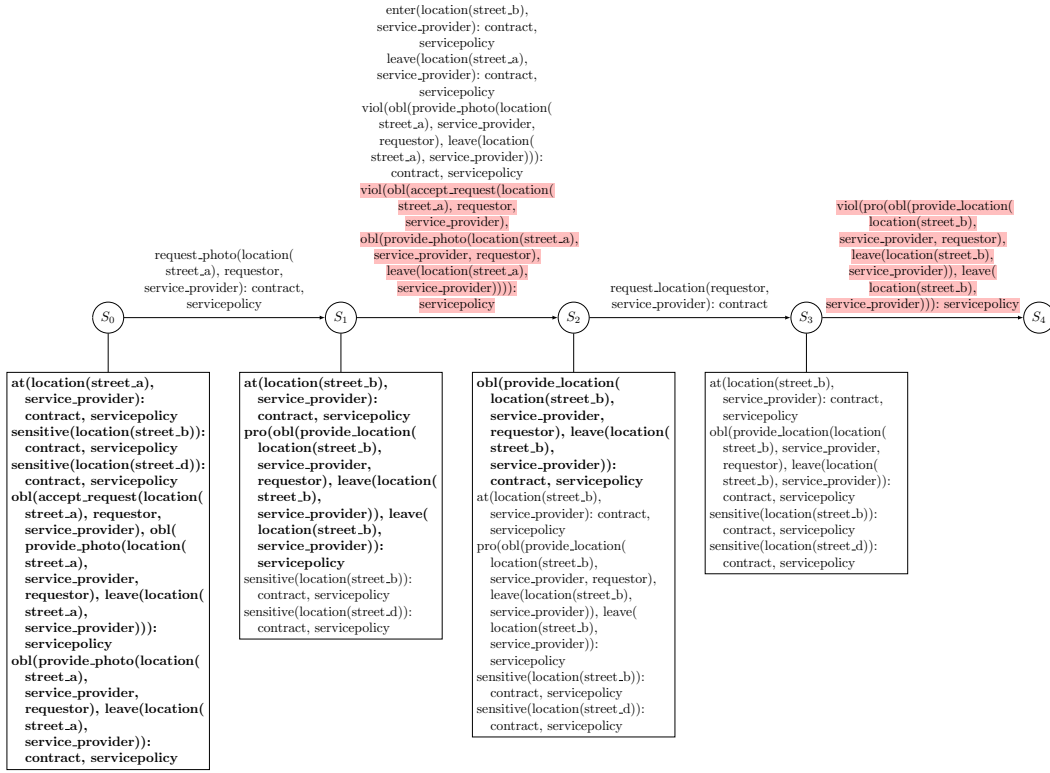 request_photo(location(
street_a), requestor,
service_provider): contract,
servicepolicy
enter(location(street_b),
service_provider): contract,
servicepolicy
leave(location(street_a),
service_provider): contract,
servicepolicy
viol(obl(provide_photo(location(
street_a), service_provider,
requestor), leave(location(
street_a), service_provider))):
contract, servicepolicy
viol(obl(accept_request(location(
street_a), requestor,
service_provider),
obl(provide_photo(location(street_a),
service_provider, requestor),
leave(location(street_a),
service_provider)))):
servicepolicy
request_location(requestor,
service_provider): contract
viol(pro(obl(provide_location(
location(street_b),
service_provider, requestor),
leave(location(street_b),
service_provider)), leave(
location(street_b),
service_provider))): servicepolicy
S0
S1
S2
S3
S4
at(location(street_a),
service_provider):
contract, servicepolicy
sensitive(location(street_b)):
contract, servicepolicy
sensitive(location(street_d)):
contract, servicepolicy
obl(accept_request(location(
street_a), requestor,
service_provider), obl(
provide_photo(location(
street_a),
service_provider,
requestor), leave(location(
street_a),
service_provider))):
servicepolicy
obl(provide_photo(location(
street_a),
service_provider,
requestor), leave(location(
street_a),
service_provider)):
contract, servicepolicy
at(location(street_b),
service_provider):
contract, servicepolicy
pro(obl(provide_location(
location(street_b),
service_provider,
requestor), leave(location(
street_b),
service_provider)), leave(
location(street_b),
service_provider)):
servicepolicy
sensitive(location(street_b)):
contract, servicepolicy
sensitive(location(street_d)):
contract, servicepolicy
obl(provide_location(
location(street_b),
service_provider,
requestor), leave(location(
street_b),
service_provider)):
contract, servicepolicy
at(location(street_b),
service_provider): contract,
servicepolicy
pro(obl(provide_location(
location(street_b),
service_provider, requestor),
leave(location(street_b),
service_provider)), leave(
location(street_b),
service_provider)):
servicepolicy
sensitive(location(street_b)):
contract, servicepolicy
sensitive(location(street_d)):
contract, servicepolicy
at(location(street_b),
service_provider): contract,
servicepolicy
obl(provide_location(location(
street_b), service_provider,
requestor), leave(location(
street_b), service_provider)):
contract, servicepolicy
sensitive(location(street_b)):
contract, servicepolicy
sensitive(location(street_d)):
contract, servicepolicy